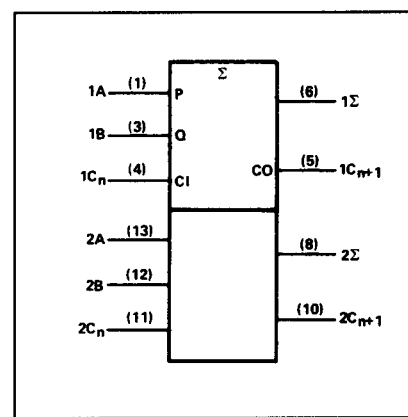 Σ
1A (1) P
(6) 1Σ
1B (3) Q
1Cn (4) CI
CO (5) 1Cn+1
2A (13)
(8) 2Σ
2B (12)
2Cn (11)
(10) 2Cn+1